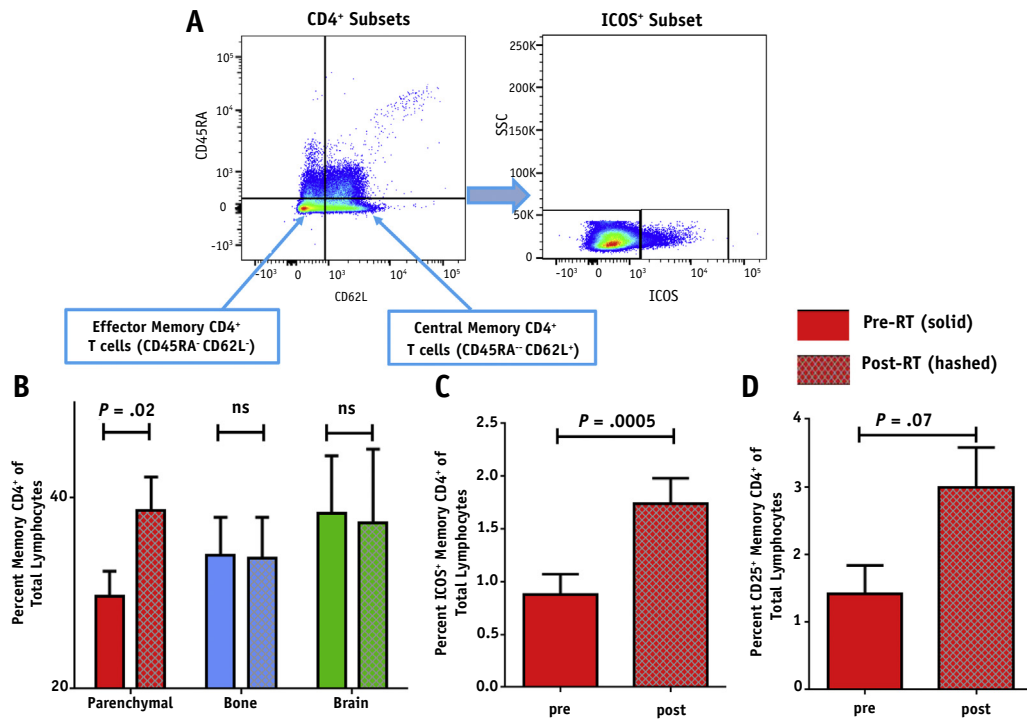 A
CD4⁺ Subsets
ICOS⁺ Subset
CD45RA
10⁵
10⁴
10³
0
-10³
-10³ 0 10³ 10⁴ 10⁵
CD62L
SSC
250K
200K
150K
100K
50K
0
-10³ 0 10³ 10⁴ 10⁵
ICOS
Effector Memory CD4⁺
T cells (CD45RA⁻ CD62L⁻)
Central Memory CD4⁺
T cells (CD45RA⁻⁻ CD62L⁺)
Pre-RT (solid)
Post-RT (hashed)
B
Percent Memory CD4⁺ of
Total Lymphocytes
P = .02
ns
ns
40
20
Parenchymal Bone Brain
C
Percent ICOS⁺ Memory CD4⁺ of
Total Lymphocytes
P = .0005
2.5
2.0
1.5
1.0
0.5
0.0
pre post
D
Percent CD25⁺ Memory CD4⁺ of
Total Lymphocytes
P = .07
4
3
2
1
0
pre post